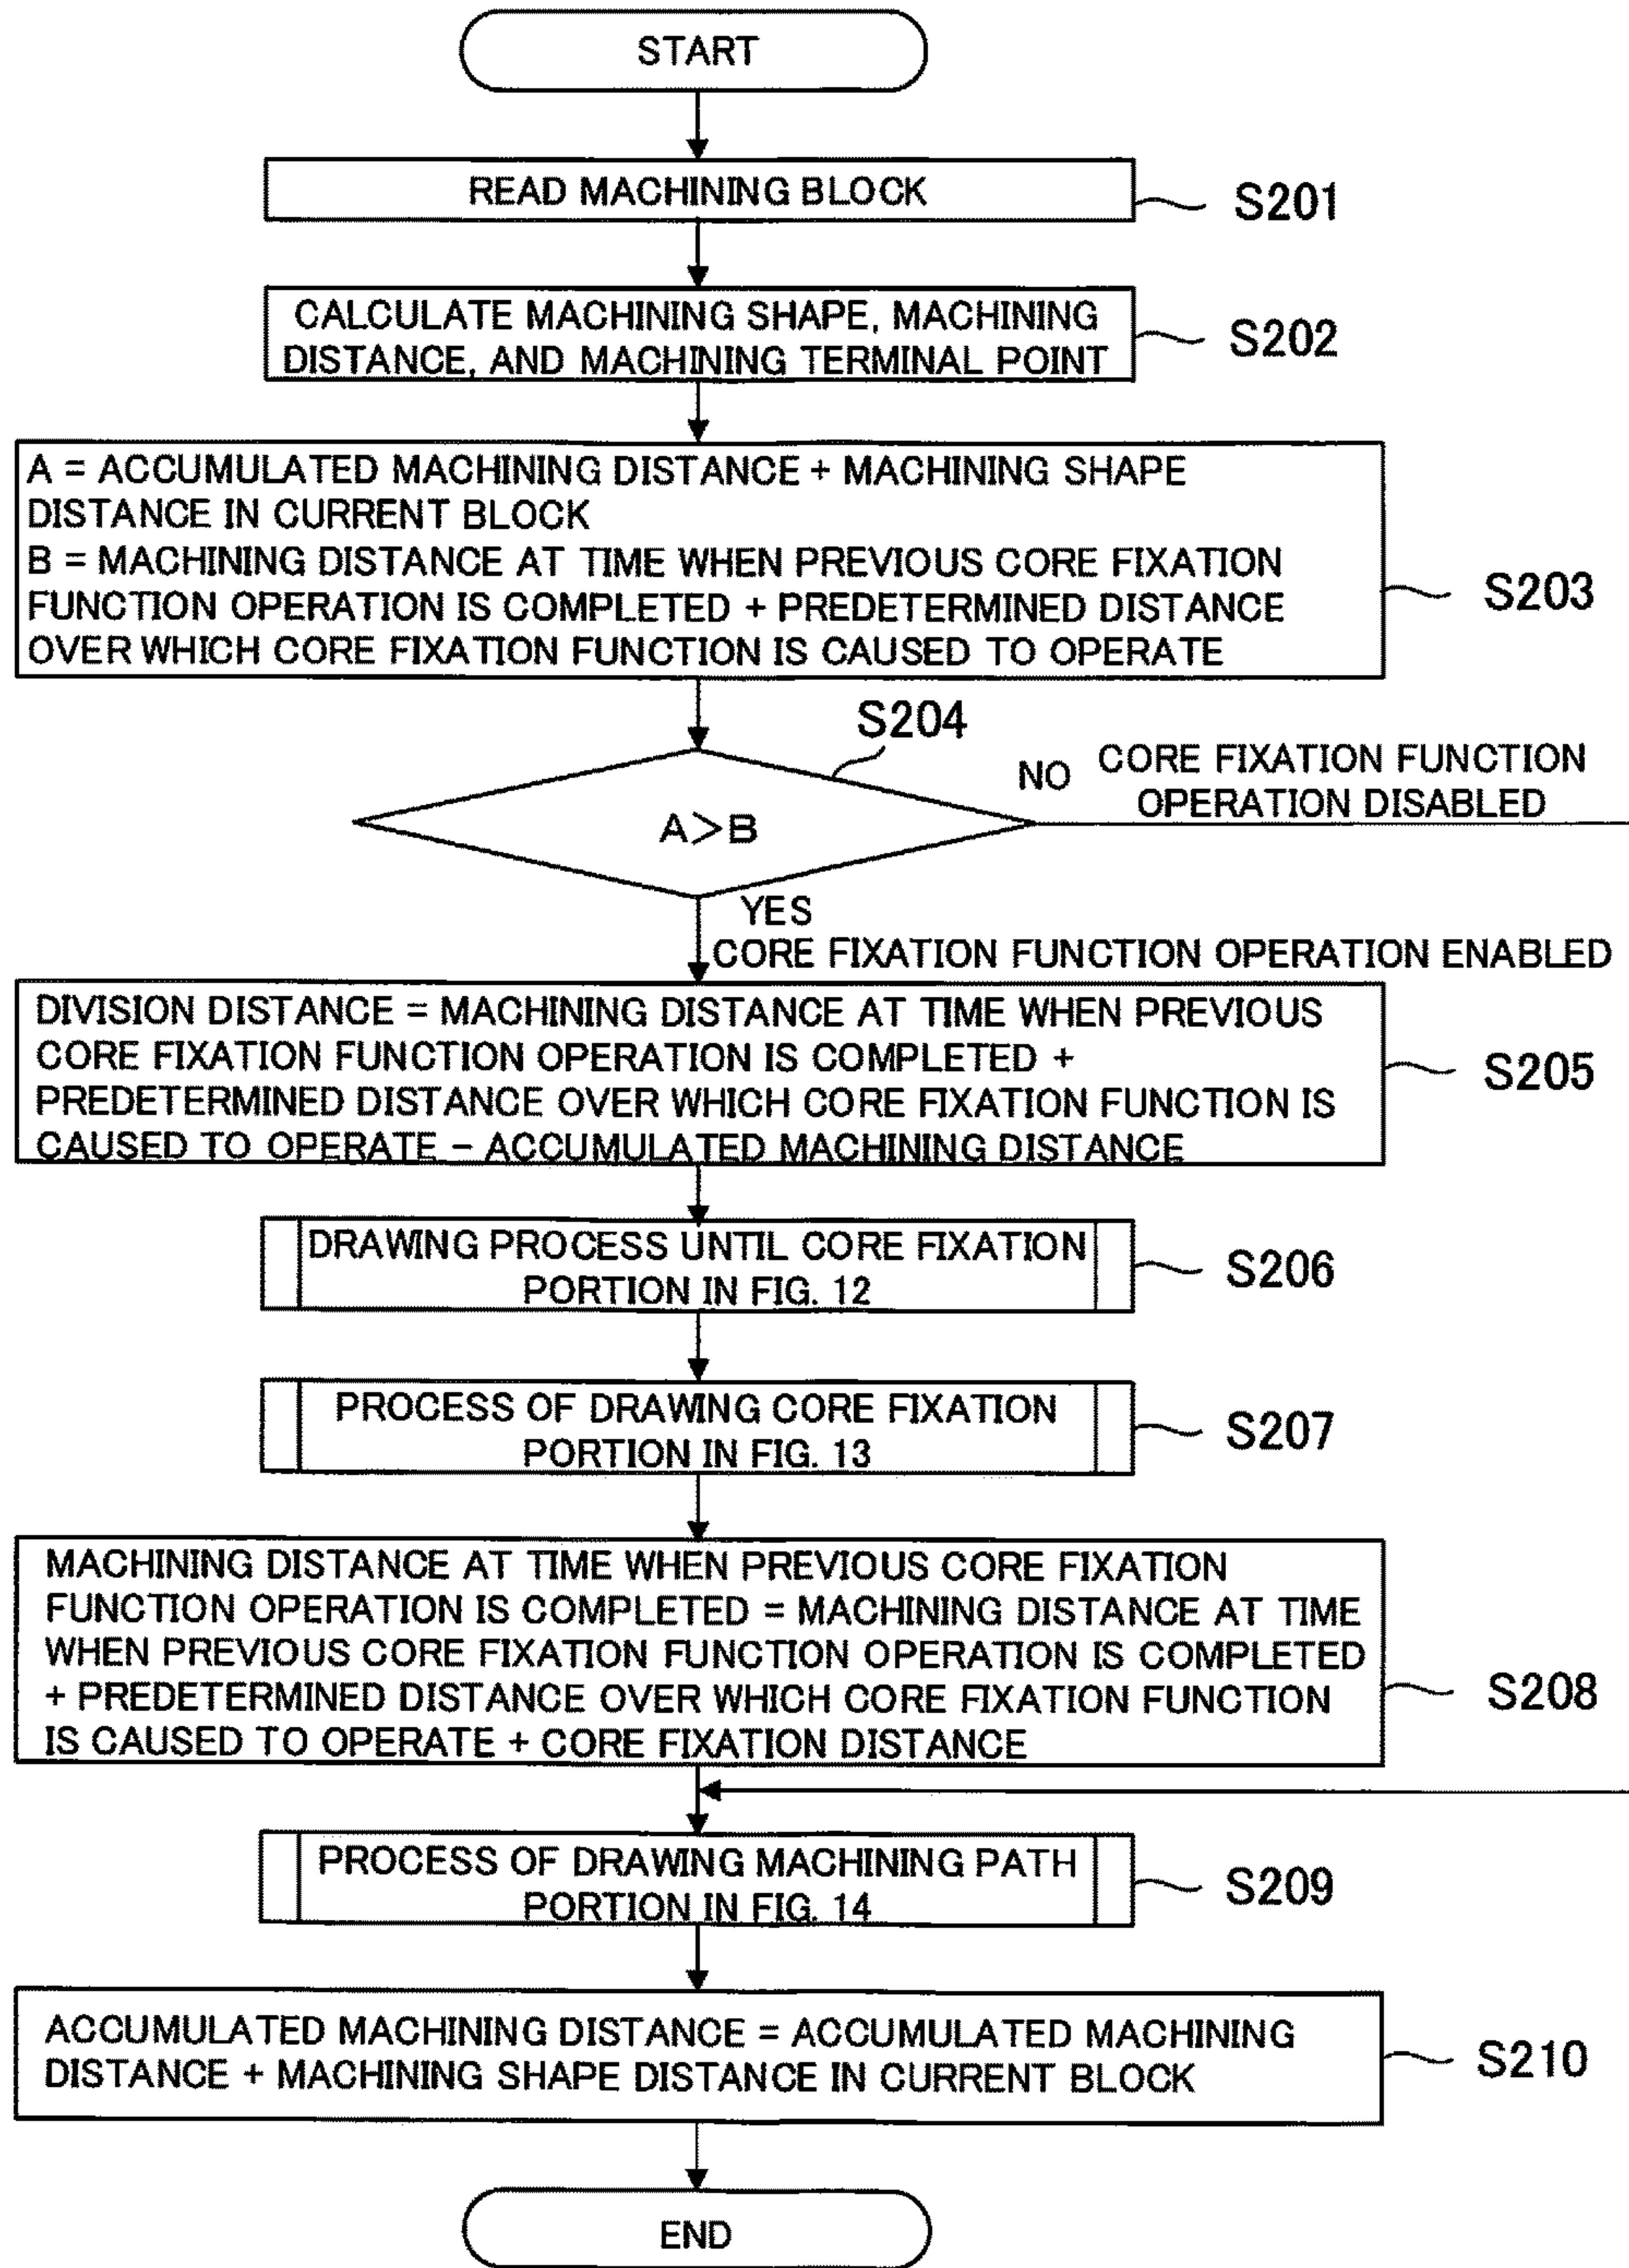 START
READ MACHINING BLOCK
S201
CALCULATE MACHINING SHAPE, MACHINING
DISTANCE, AND MACHINING TERMINAL POINT
S202
A = ACCUMULATED MACHINING DISTANCE + MACHINING SHAPE
DISTANCE IN CURRENT BLOCK
B = MACHINING DISTANCE AT TIME WHEN PREVIOUS CORE FIXATION
FUNCTION OPERATION IS COMPLETED + PREDETERMINED DISTANCE
OVER WHICH CORE FIXATION FUNCTION IS CAUSED TO OPERATE
S203
S204
A>B
NO
CORE FIXATION FUNCTION
OPERATION DISABLED
YES
CORE FIXATION FUNCTION OPERATION ENABLED
DIVISION DISTANCE = MACHINING DISTANCE AT TIME WHEN PREVIOUS
CORE FIXATION FUNCTION OPERATION IS COMPLETED +
PREDETERMINED DISTANCE OVER WHICH CORE FIXATION FUNCTION IS
CAUSED TO OPERATE - ACCUMULATED MACHINING DISTANCE
S205
DRAWING PROCESS UNTIL CORE FIXATION
PORTION IN FIG. 12
S206
PROCESS OF DRAWING CORE FIXATION
PORTION IN FIG. 13
S207
MACHINING DISTANCE AT TIME WHEN PREVIOUS CORE FIXATION
FUNCTION OPERATION IS COMPLETED = MACHINING DISTANCE AT TIME
WHEN PREVIOUS CORE FIXATION FUNCTION OPERATION IS COMPLETED
+ PREDETERMINED DISTANCE OVER WHICH CORE FIXATION FUNCTION
IS CAUSED TO OPERATE + CORE FIXATION DISTANCE
S208
PROCESS OF DRAWING MACHINING PATH
PORTION IN FIG. 14
S209
ACCUMULATED MACHINING DISTANCE = ACCUMULATED MACHINING
DISTANCE + MACHINING SHAPE DISTANCE IN CURRENT BLOCK
S210
END